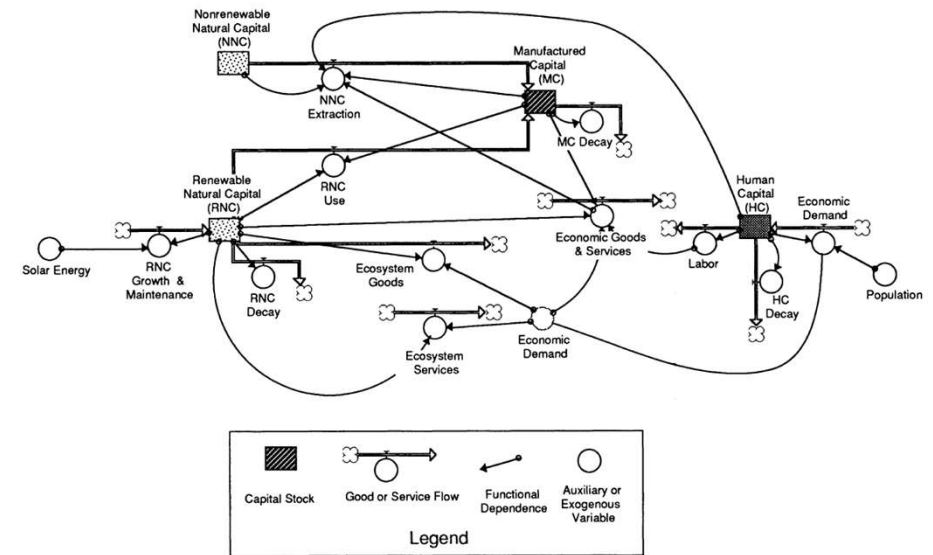 Nonrenewable
Natural Capital
(NNC)
Manufactured
Capital
(MC)
NNC
Extraction
MC Decay
RNC
Use
Renewable
Natural Capital
(RNC)
Human
Capital
(HC)
Economic
Demand
Solar Energy
RNC
Growth &
Maintenance
RNC
Decay
Ecosystem
Goods
Economic Goods
& Services
Labor
HC
Decay
Population
Ecosystem
Services
Economic
Demand
Capital Stock
Good or Service Flow
Functional
Dependence
Auxiliary or
Exogenous
Variable
Legend